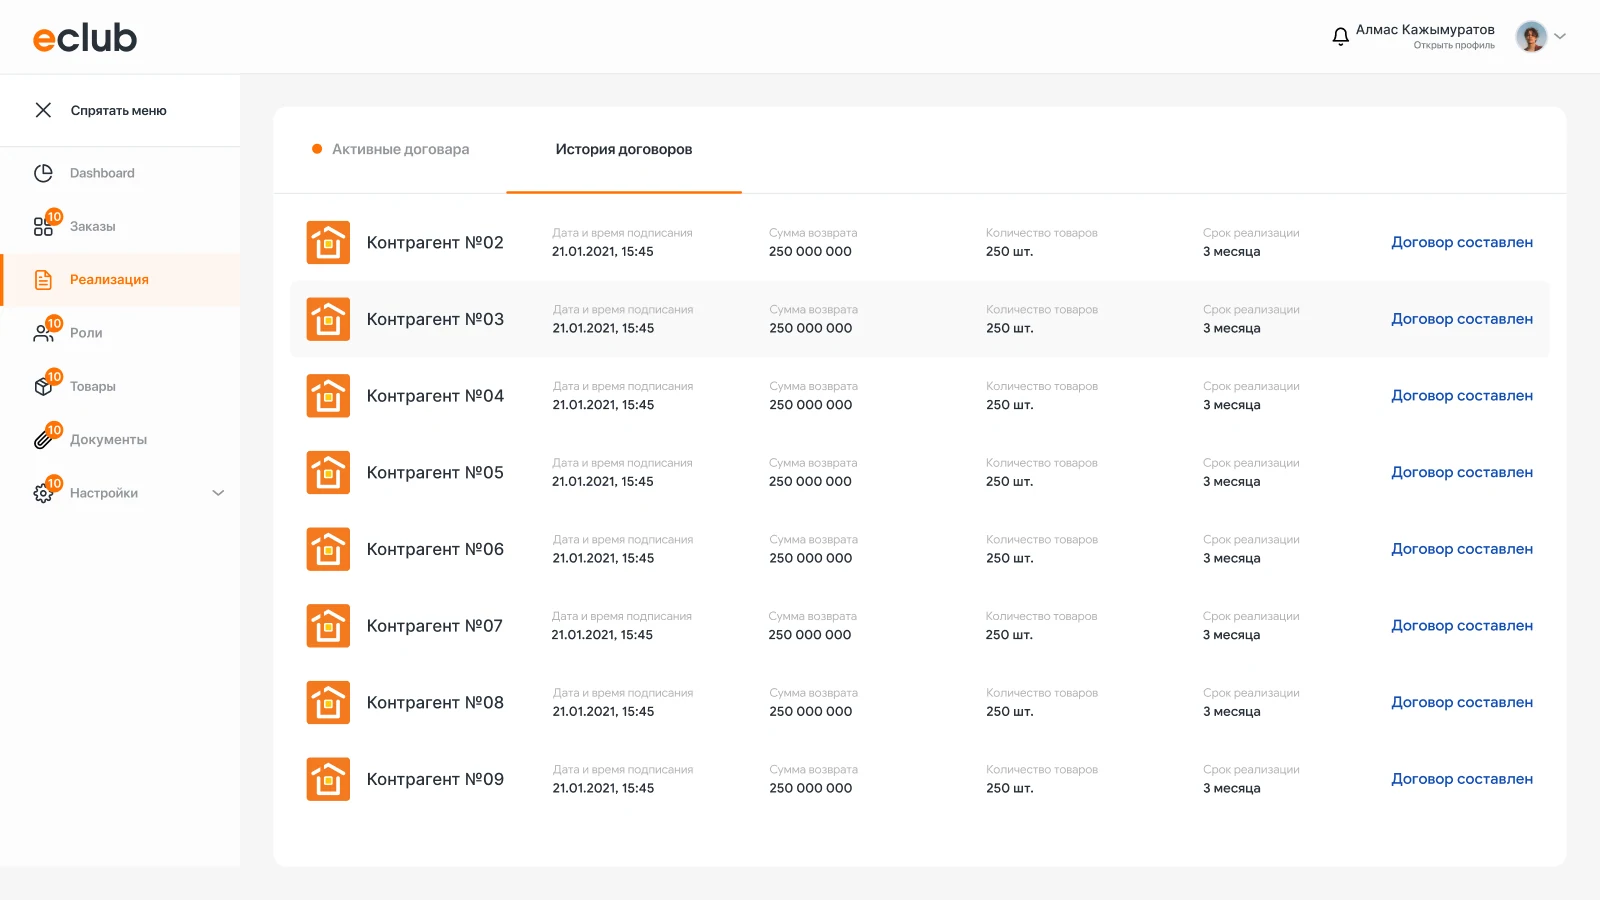 eclub
Алмас Кажымуратов
Открыть профиль
Спрятать меню
Dashboard
10
Заказы
Реализация
10
Роли
10
Товары
10
Документы
10
Настройки
Активные договара
История договоров
Контрагент №02
Дата и время подписания
21.01.2021, 15:45
Сумма возврата
250 000 000
Количество товаров
250 шт.
Срок реализации
3 месяца
Договор составлен
Контрагент №03
Дата и время подписания
21.01.2021, 15:45
Сумма возврата
250 000 000
Количество товаров
250 шт.
Срок реализации
3 месяца
Договор составлен
Контрагент №04
Дата и время подписания
21.01.2021, 15:45
Сумма возврата
250 000 000
Количество товаров
250 шт.
Срок реализации
3 месяца
Договор составлен
Контрагент №05
Дата и время подписания
21.01.2021, 15:45
Сумма возврата
250 000 000
Количество товаров
250 шт.
Срок реализации
3 месяца
Договор составлен
Контрагент №06
Дата и время подписания
21.01.2021, 15:45
Сумма возврата
250 000 000
Количество товаров
250 шт.
Срок реализации
3 месяца
Договор составлен
Контрагент №07
Дата и время подписания
21.01.2021, 15:45
Сумма возврата
250 000 000
Количество товаров
250 шт.
Срок реализации
3 месяца
Договор составлен
Контрагент №08
Дата и время подписания
21.01.2021, 15:45
Сумма возврата
250 000 000
Количество товаров
250 шт.
Срок реализации
3 месяца
Договор составлен
Контрагент №09
Дата и время подписания
21.01.2021, 15:45
Сумма возврата
250 000 000
Количество товаров
250 шт.
Срок реализации
3 месяца
Договор составлен